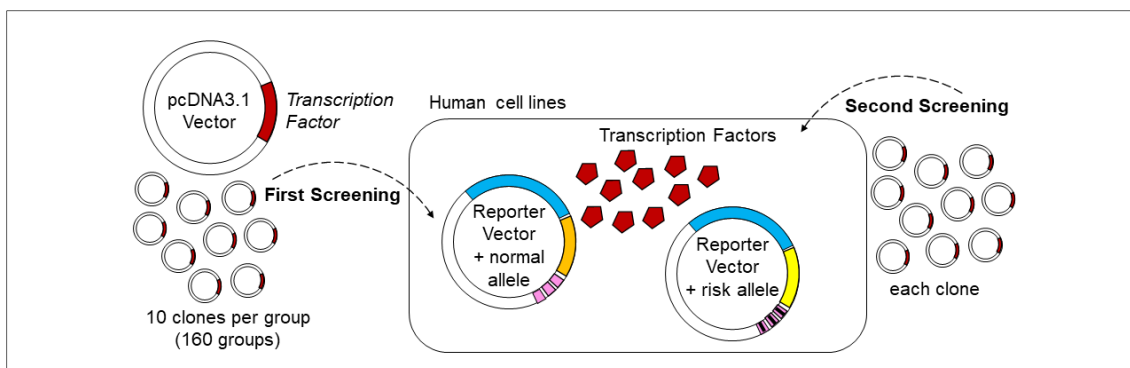 pcDNA3.1
Vector
Transcription
Factor
First Screening
10 clones per group
(160 groups)
Human cell lines
Transcription Factors
Reporter
Vector
+ normal
allele
Reporter
Vector
+ risk allele
Second Screening
each clone